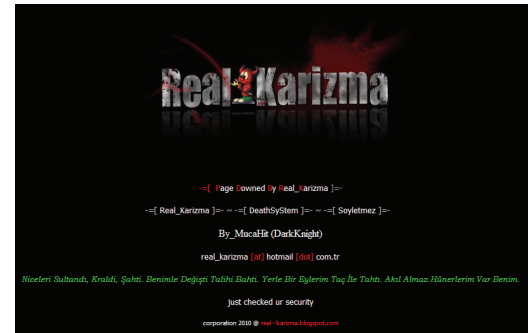 Real Karizma
-=[ Page Downed By Real_Karizma ]=-
-=[ Real_Karizma ]=- ~ -=[ DeathSyStem ]=- ~ -=[ Soyletmez ]=-
By_MucaHit (DarkKnight)
real_karizma [at] hotmail [dot] com.tr
Niceleri Sultandı, Kraldi, Şahti. Benimle Değişti Talihi Bahti. Yerle Bir Eylerim Taç İle Tahtı. Akıl Almaz Hünerlerim Var Benim.
just checked ur security
corporation 2010 @ real-karizma.blogspot.com